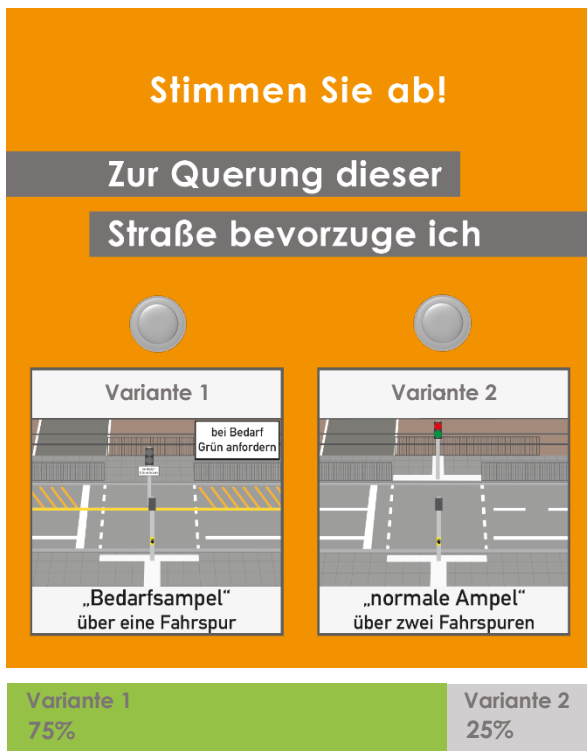 Stimmen Sie ab!
Zur Querung dieser
Straße bevorzuge ich
Variante 1
bei Bedarf
Grün anfordern
„Bedarfsampel“
über eine Fahrspur
Variante 2
„normale Ampel“
über zwei Fahrspuren
Variante 1
75%
Variante 2
25%